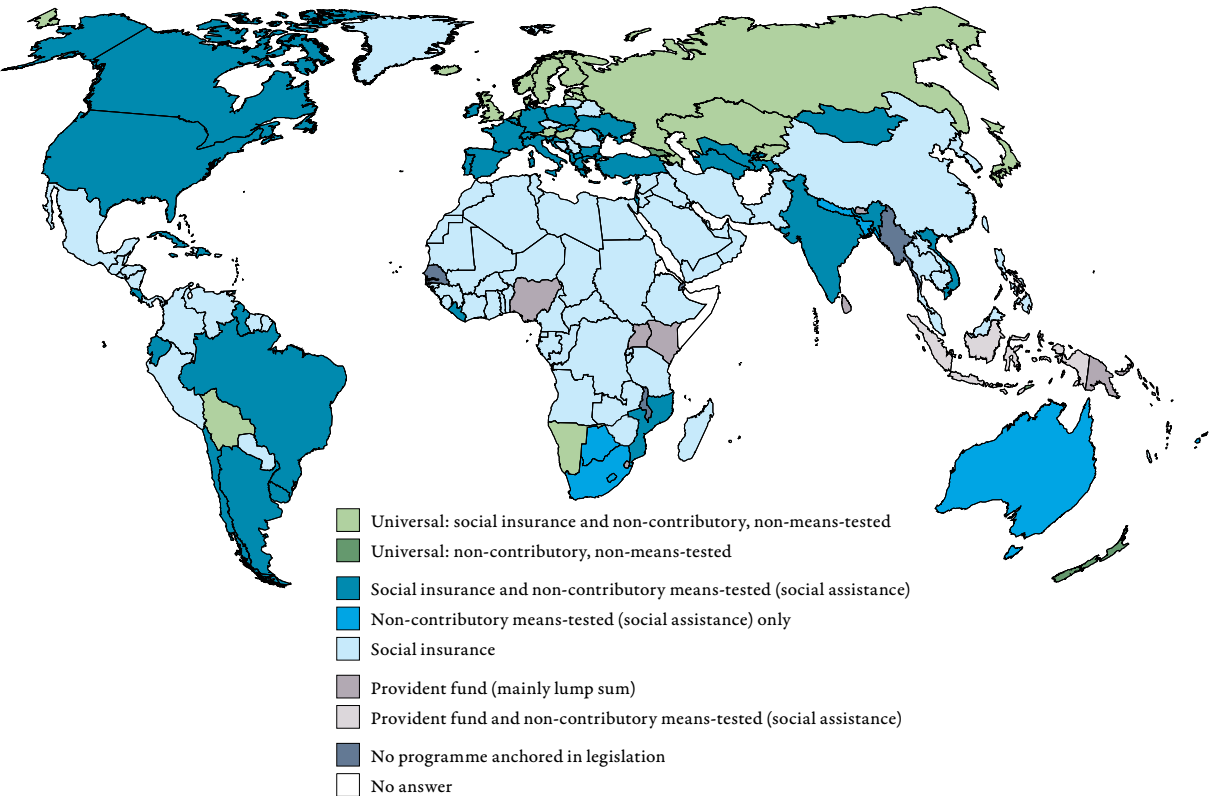 Universal: social insurance and non-contributory, non-means-tested
Universal: non-contributory, non-means-tested
Social insurance and non-contributory means-tested (social assistance)
Non-contributory means-tested (social assistance) only
Social insurance
Provident fund (mainly lump sum)
Provident fund and non-contributory means-tested (social assistance)
No programme anchored in legislation
No answer